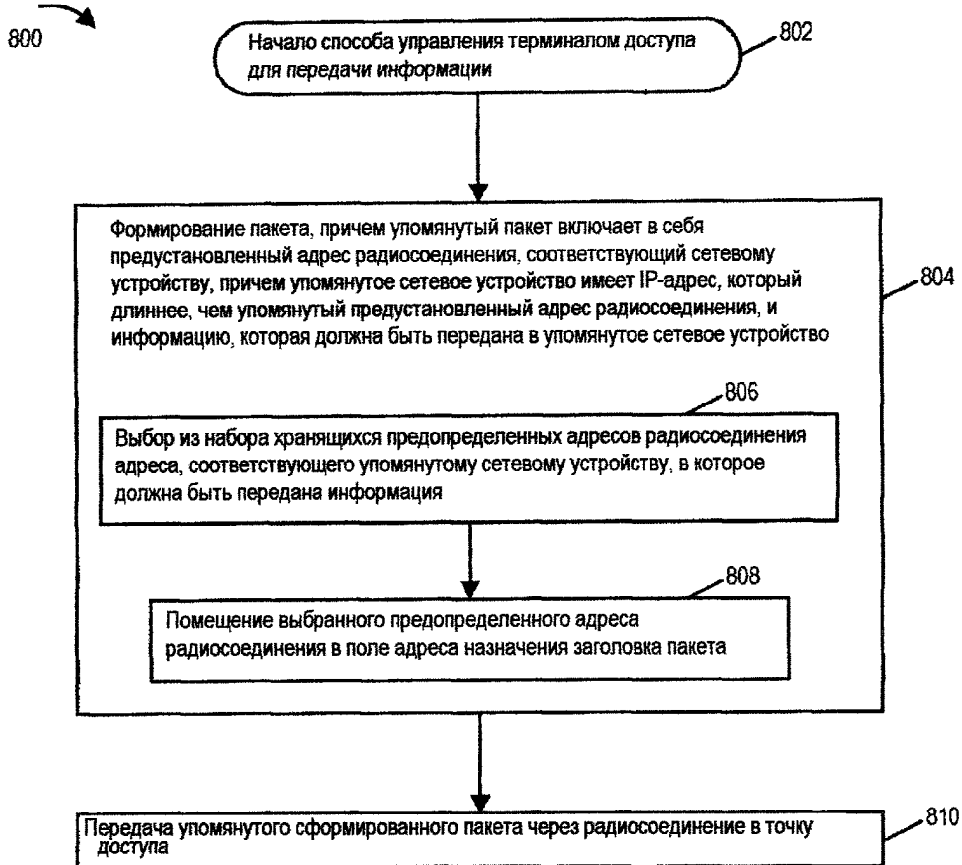 800
Начало способа управления терминалом доступа
для передачи информации
802
Формирование пакета, причем упомянутый пакет включает в себя
предустановленный адрес радиосоединения, соответствующий сетевому
устройству, причем упомянутое сетевое устройство имеет IP-адрес, который
длиннее, чем упомянутый предустановленный адрес радиосоединения, и
информацию, которая должна быть передана в упомянутое сетевое устройство
804
806
Выбор из набора хранящихся предопределенных адресов радиосоединения
адреса, соответствующего упомянутому сетевому устройству, в которое
должна быть передана информация
808
Помещение выбранного предопределенного адреса
радиосоединения в поле адреса назначения заголовка пакета
Передача упомянутого сформированного пакета через радиосоединение в точку
доступа
810